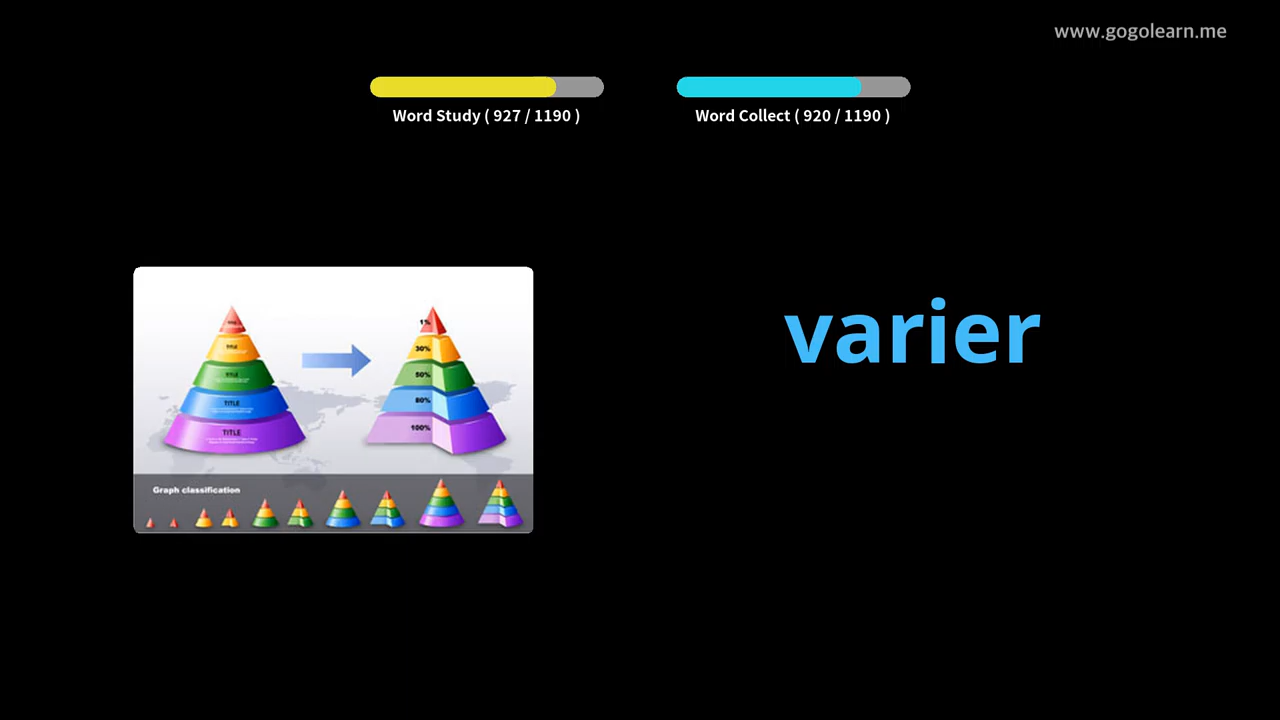 www.gogolearn.me
Word Study ( 927 / 1190 )
Word Collect ( 920 / 1190 )
varier
TITLE
TITLE
TITLE
TITLE
TITLE
1%
30%
50%
80%
100%
Graph classification